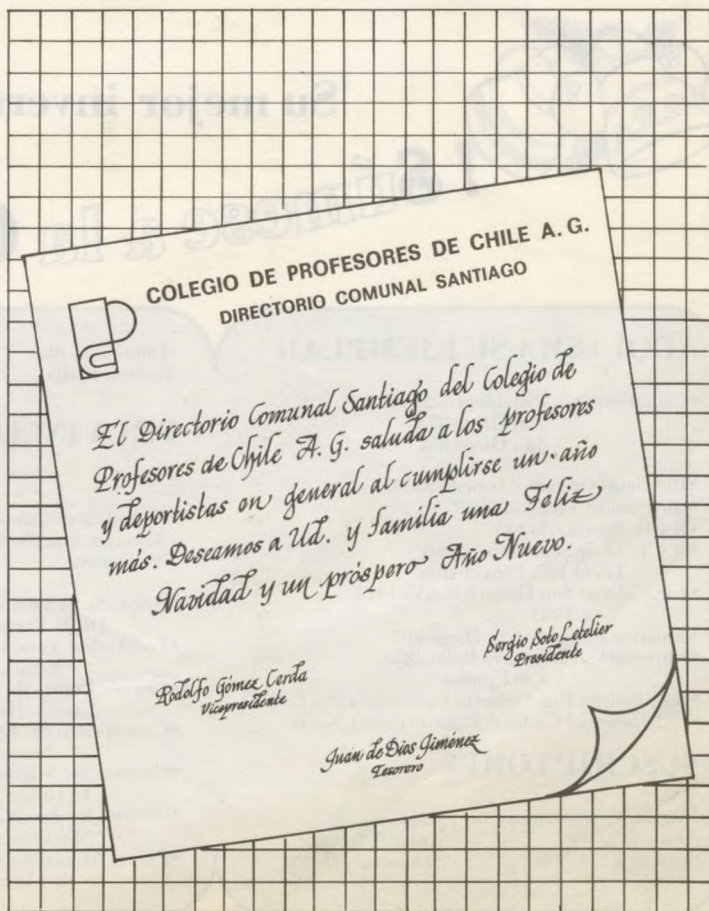 COLEGIO DE PROFESORES DE CHILE A. G.
DIRECTORIO COMUNAL SANTIAGO
El Directorio Comunal Santiago del Colegio de
Profesores de Chile A. G. saluda a los profesores
y deportistas en general al cumplirse un año
más. Deseamos a Ud. y familia una Feliz
Navidad y un próspero Año Nuevo.
Sergio Soto Letelier
Presidente
Rodolfo Gómez Cerda
Vicepresidente
Juan de Dios Jiménez
Tesorero